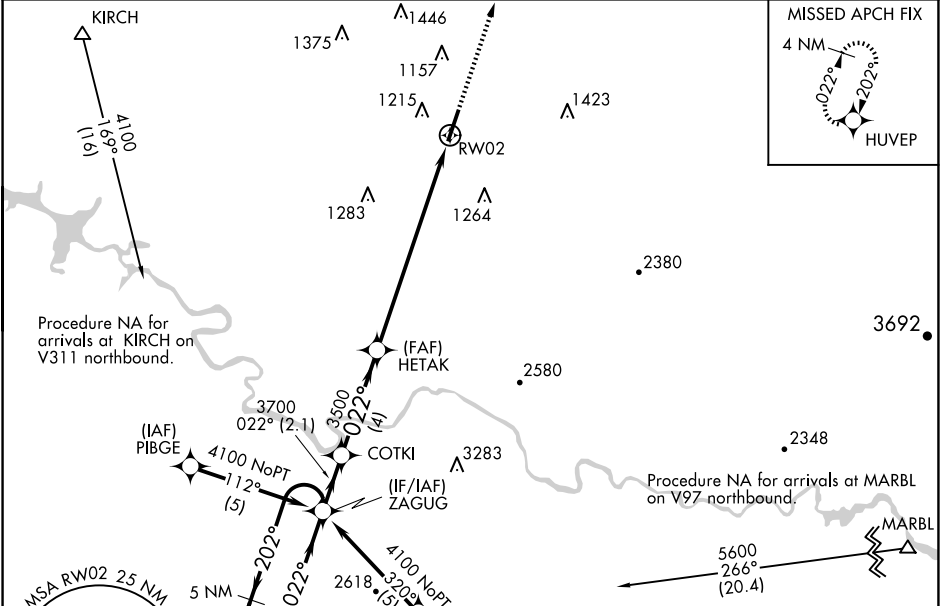 KIRCH
1446
1375
1157
1215
1423
MISSED APCH FIX
4 NM
022°
202°
HUVEP
4100
169°
(16)
RW02
1283
1264
2380
Procedure NA for
arrivals at KIRCH on
V311 northbound.
3692
(FAF)
HETAK
2580
3500
022°
(4)
3700
022° (2.1)
(IAF)
PIBGE
4100 NoPT
112°
(5)
COTKI
3283
2348
(IF/IAF)
ZAGUG
Procedure NA for arrivals at MARBL
on V97 northbound.
MARBL
202°
022°
4100 NoPT
320°
(5)
5600
266°
(20.4)
2618
5 NM
MSA RW02 25 NM